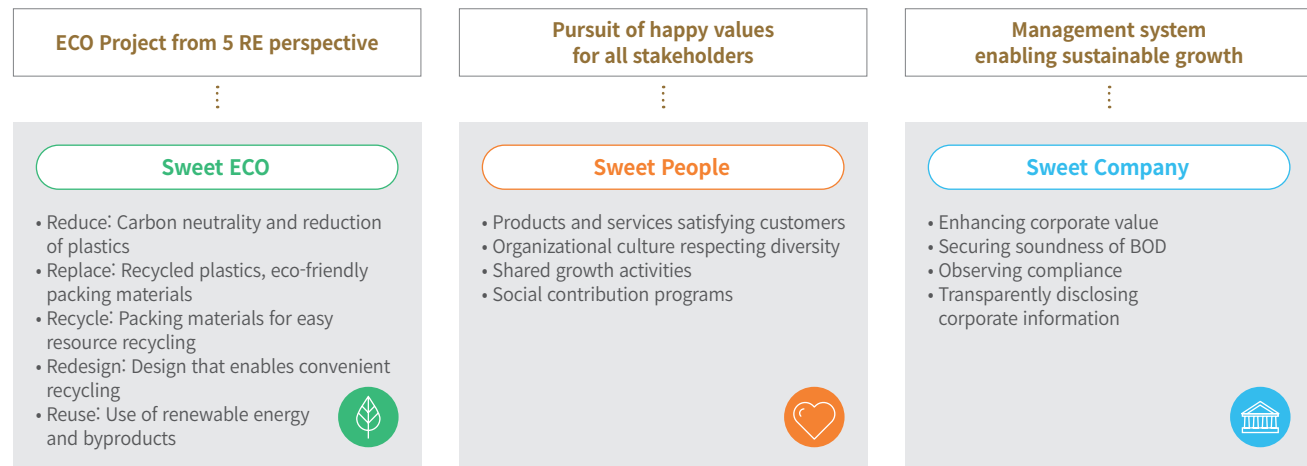 ECO Project from 5 RE perspective
Sweet ECO
• Reduce: Carbon neutrality and reduction
of plastics
• Replace: Recycled plastics, eco-friendly
packing materials
• Recycle: Packing materials for easy
resource recycling
• Redesign: Design that enables convenient
recycling
• Reuse: Use of renewable energy
and byproducts
Pursuit of happy values
for all stakeholders
Sweet People
• Products and services satisfying customers
• Organizational culture respecting diversity
• Shared growth activities
• Social contribution programs
Management system
enabling sustainable growth
Sweet Company
• Enhancing corporate value
• Securing soundness of BOD
• Observing compliance
• Transparently disclosing
corporate information